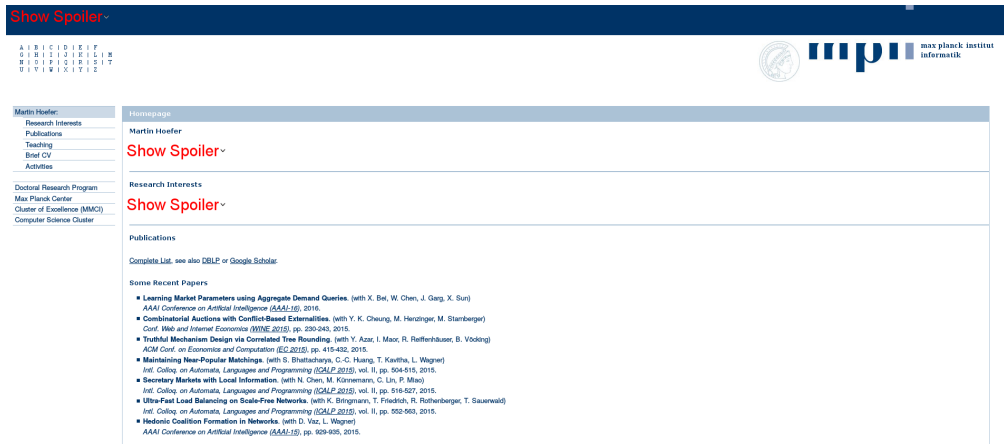 Show Spoiler
A | B | C | D | E | F
G | H | I | J | K | L | M
N | O | P | Q | R | S | T
U | V | W | X | Y | Z
mpii
max planck institut
informatik
Martin Hoefer:
Research Interests
Publications
Teaching
Brief CV
Activities
Doctoral Research Program
Max Planck Center
Cluster of Excellence (MMCI)
Computer Science Cluster
Homepage
Martin Hoefer
Show Spoiler
Research Interests
Show Spoiler
Publications
Complete List, see also DBLP or Google Scholar.
Some Recent Papers
Learning Market Parameters using Aggregate Demand Queries. (with X. Bei, W. Chen, J. Garg, X. Sun)
AAAI Conference on Artificial Intelligence (AAAI-16), 2016.
Combinatorial Auctions with Conflict-Based Externalities. (with Y. K. Cheung, M. Henzinger, M. Starnberger)
Conf. Web and Internet Economics (WINE 2015), pp. 230-243, 2015.
Truthful Mechanism Design via Correlated Tree Rounding. (with Y. Azar, I. Maor, R. Reiffenhäuser, B. Vöcking)
ACM Conf. on Economics and Computation (EC 2015), pp. 415-432, 2015.
Maintaining Near-Popular Matchings. (with S. Bhattacharya, C.-C. Huang, T. Kavitha, L. Wagner)
Intl. Colloq. on Automata, Languages and Programming (ICALP 2015), vol. II, pp. 504-515, 2015.
Secretary Markets with Local Information. (with N. Chen, M. Künnemann, C. Lin, P. Miao)
Intl. Colloq. on Automata, Languages and Programming (ICALP 2015), vol. II, pp. 516-527, 2015.
Ultra-Fast Load Balancing on Scale-Free Networks. (with K. Bringmann, T. Friedrich, R. Rothenberger, T. Sauerwald)
Intl. Colloq. on Automata, Languages and Programming (ICALP 2015), vol. II, pp. 552-563, 2015.
Hedonic Coalition Formation in Networks. (with D. Vaz, L. Wagner)
AAAI Conference on Artificial Intelligence (AAAI-15), pp. 929-935, 2015.